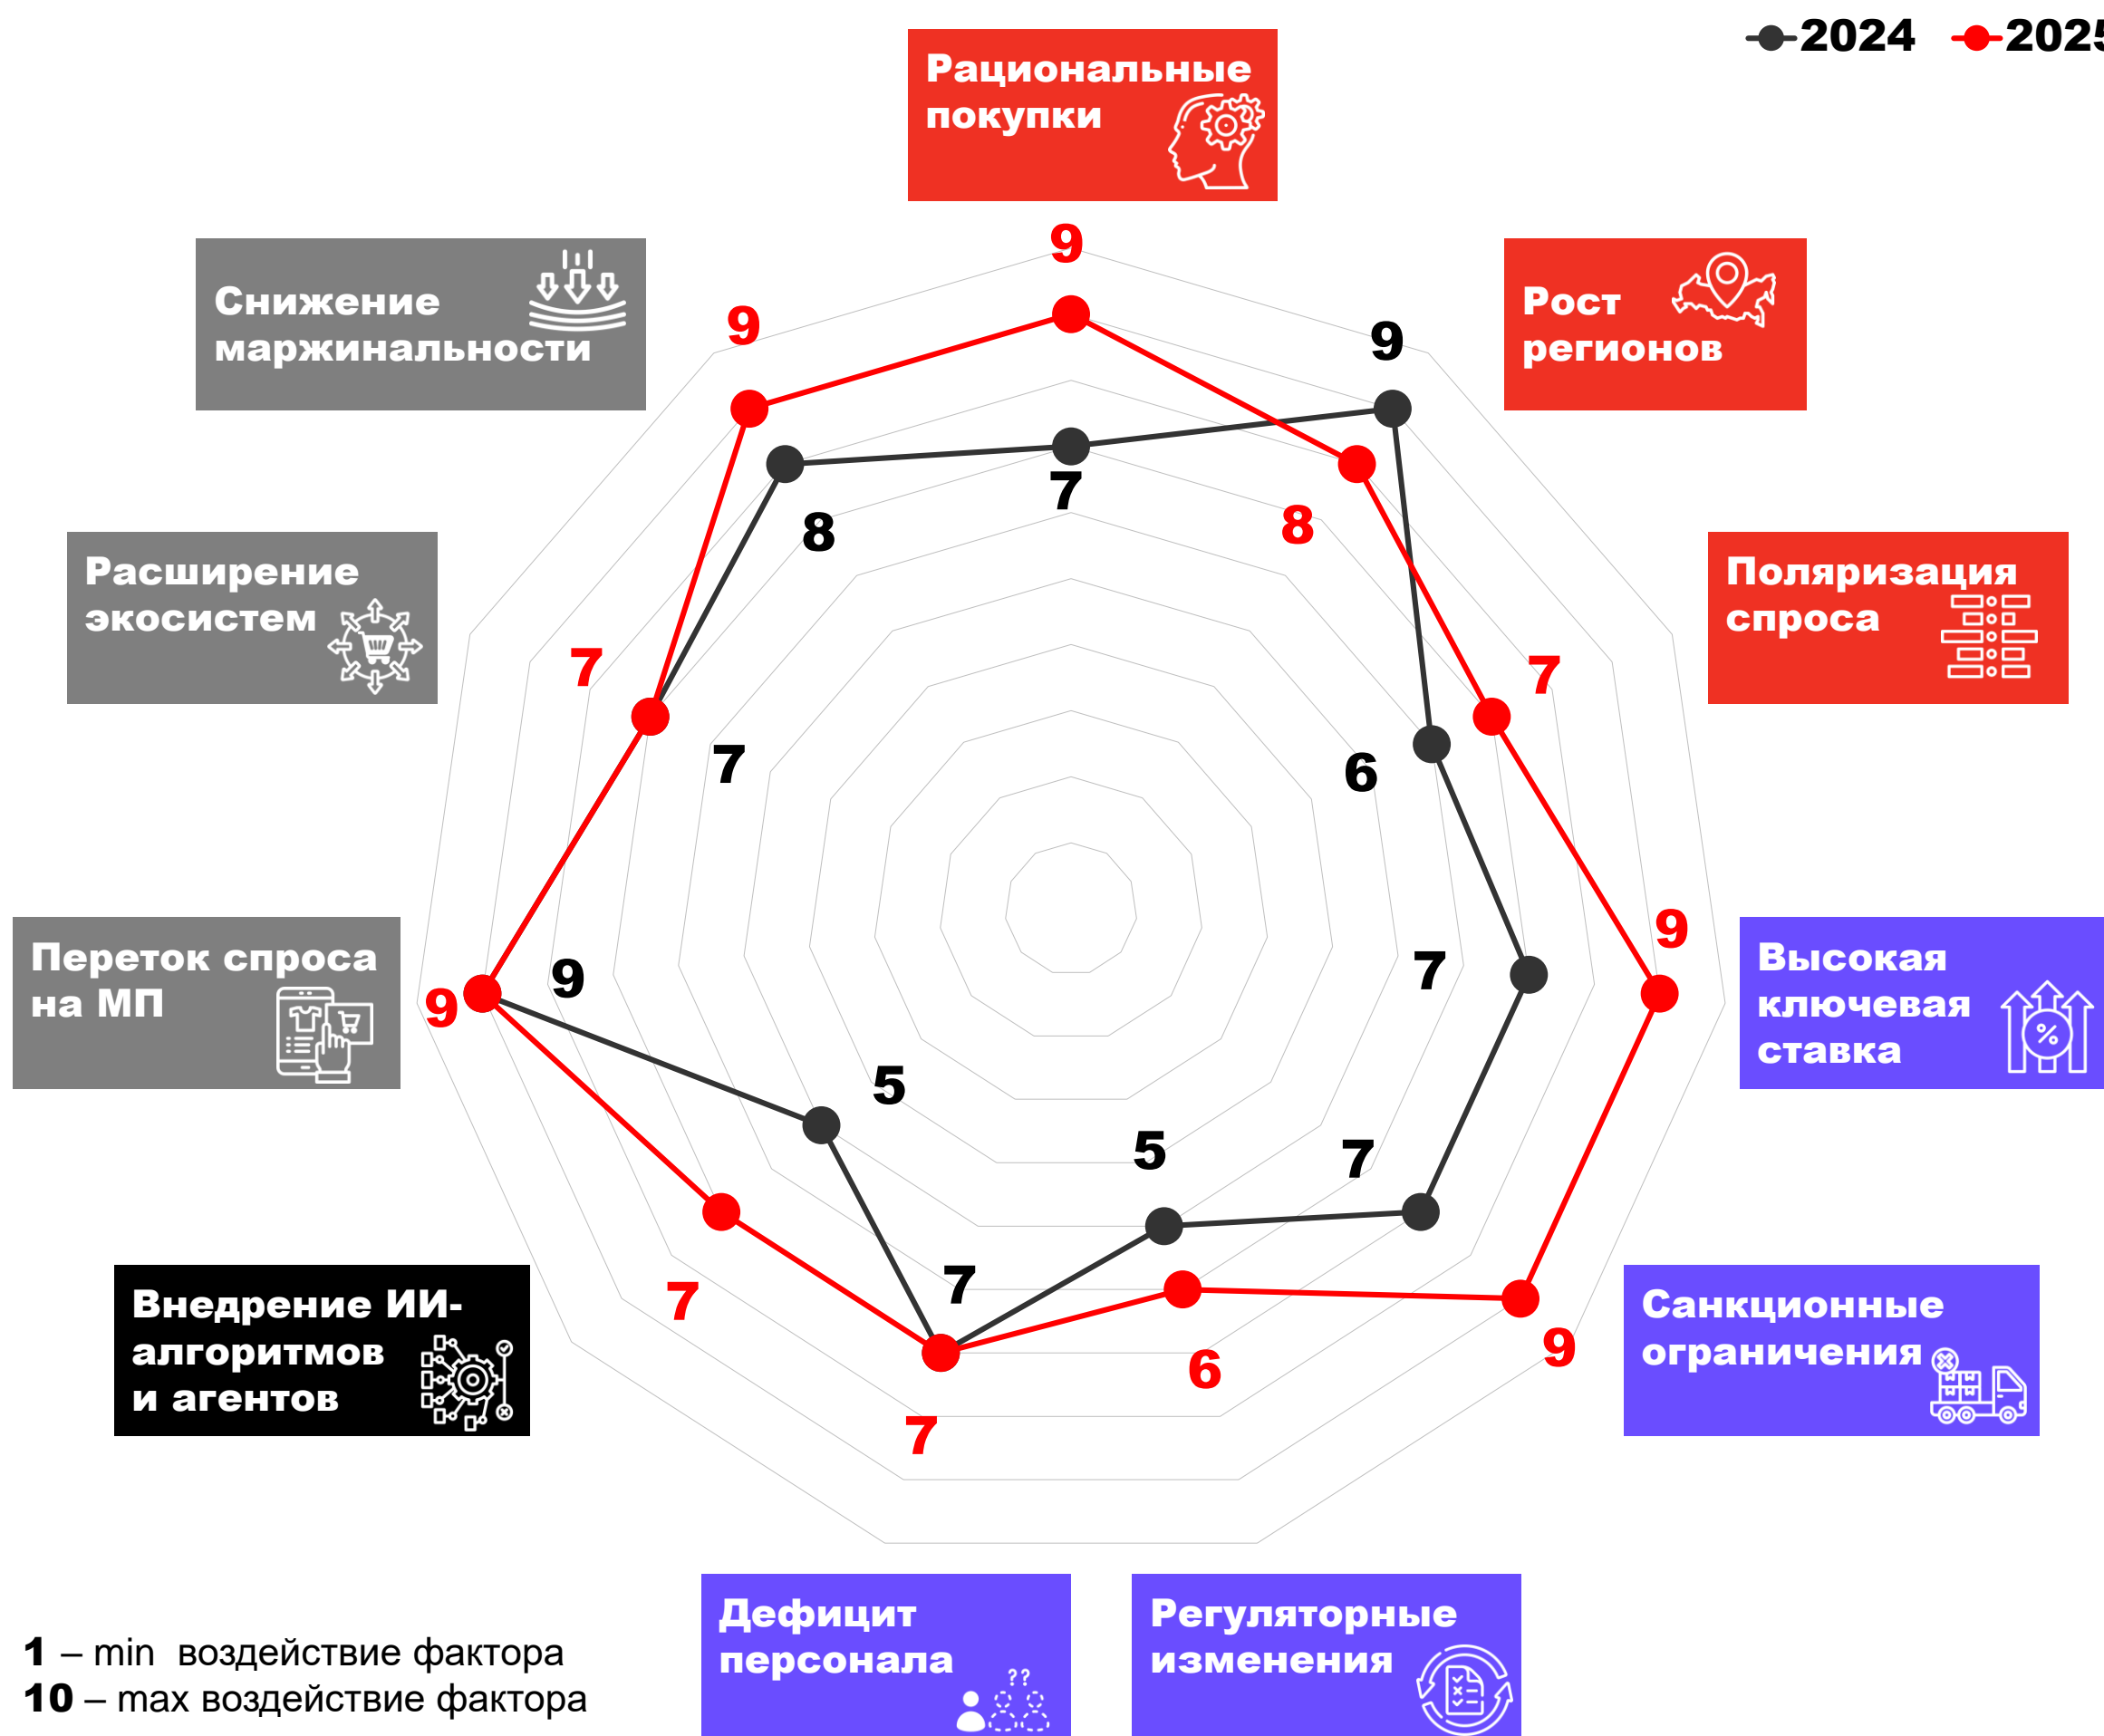 2024 2025
Рациональные
покупки
9
Снижение
маржинальности
9
9
Рост
регионов
8
7
8
Расширение
экосистем
7
7
Поляризация
спроса
7
6
Переток спроса
на МП
9
9
Высокая
ключевая
ставка
9
7
Внедрение ИИ-
алгоритмов
и агентов
5
7
Санкционные
ограничения
7
9
Дефицит
персонала
7
7
Регуляторные
изменения
5
6
??
1 – min воздействие фактора
10 – max воздействие фактора